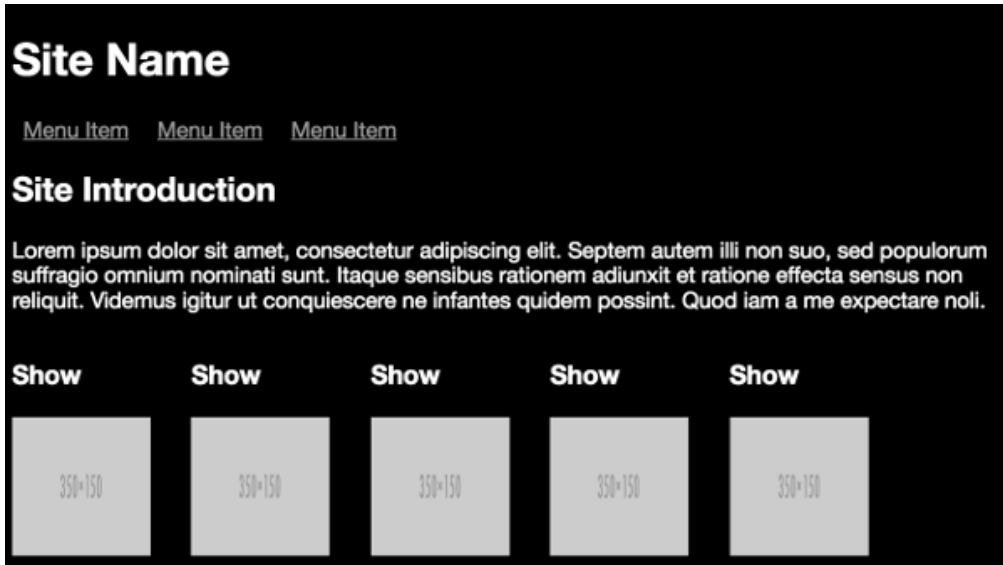 Site Name
Menu Item Menu Item Menu Item
Site Introduction
Lorem ipsum dolor sit amet, consectetur adipiscing elit. Septem autem illi non suo, sed populorum
suffragio omnium nominati sunt. Itaque sensibus rationem adiunxit et ratione effecta sensus non
reliquit. Videmus igitur ut conquiescere ne infantes quidem possint. Quod iam a me expectare noli.
Show Show Show Show Show
350×150 350×150 350×150 350×150 350×150